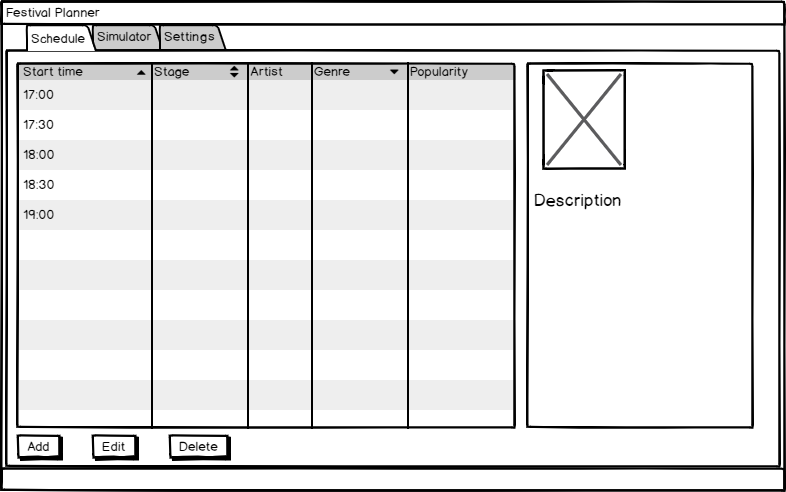 Festival Planner
Schedule Simulator Settings
Start time Stage Artist Genre Popularity
17:00
17:30
18:00
18:30
19:00
Description
Add Edit Delete